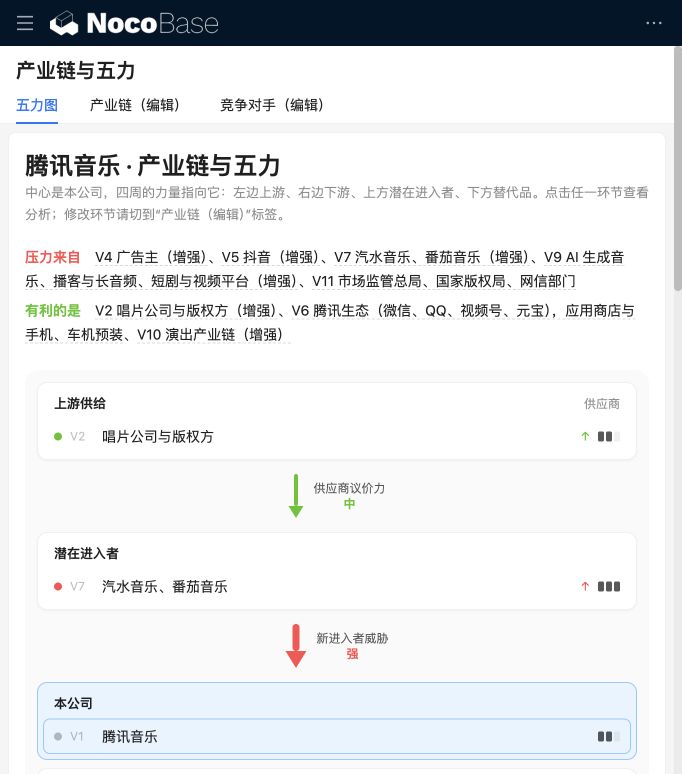 NocoBase
产业链与五力
五力图 产业链（编辑） 竞争对手（编辑）
腾讯音乐 · 产业链与五力
中心是本公司，四周的力量指向它：左边上游、右边下游、上方潜在进入者、下方替代品。点击任一环节查看
分析；修改环节请切到“产业链（编辑）”标签。
压力来自 V4 广告主（增强）、V5 抖音（增强）、V7 汽水音乐、番茄音乐（增强）、V9 AI 生成音
乐、播客与长音频、短剧与视频平台（增强）、V11 市场监管总局、国家版权局、网信部门
有利的是 V2 唱片公司与版权方（增强）、V6 腾讯生态（微信、QQ、视频号、元宝），应用商店与
手机、车机预装、V10 演出产业链（增强）
上游供给 供应商
V2 唱片公司与版权方 ↑
供应商议价力
中
潜在进入者
V7 汽水音乐、番茄音乐 ↑
新进入者威胁
强
本公司
V1 腾讯音乐